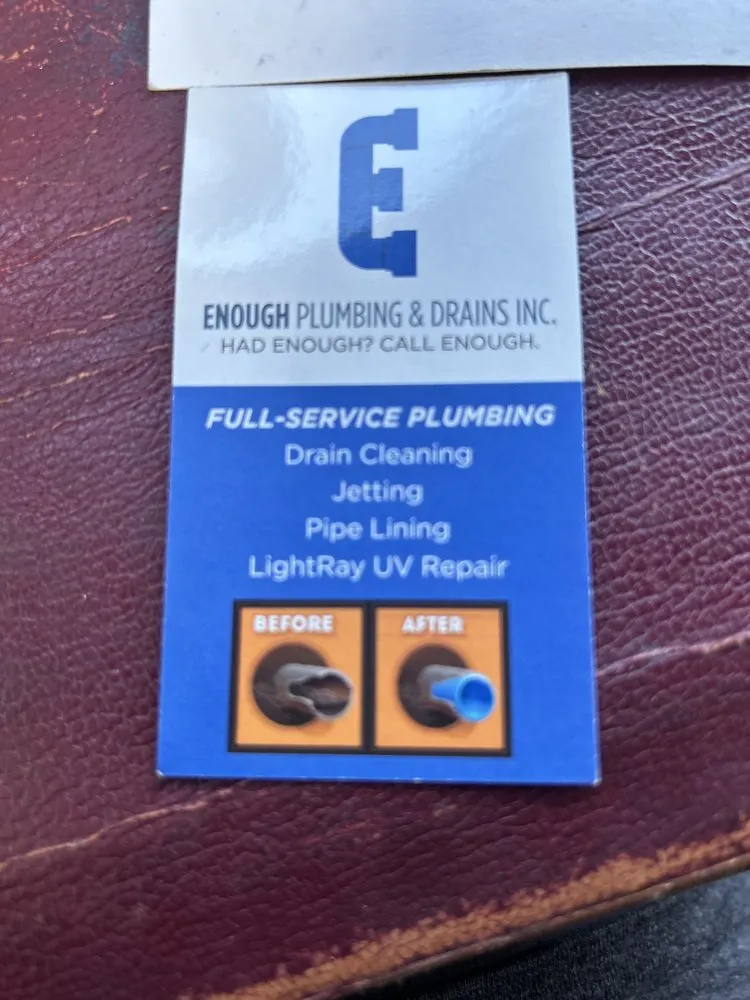 E
ENOUGH PLUMBING & DRAINS INC.
HAD ENOUGH? CALL ENOUGH.
FULL-SERVICE PLUMBING
Drain Cleaning
Jetting
Pipe Lining
LightRay UV Repair
BEFORE AFTER